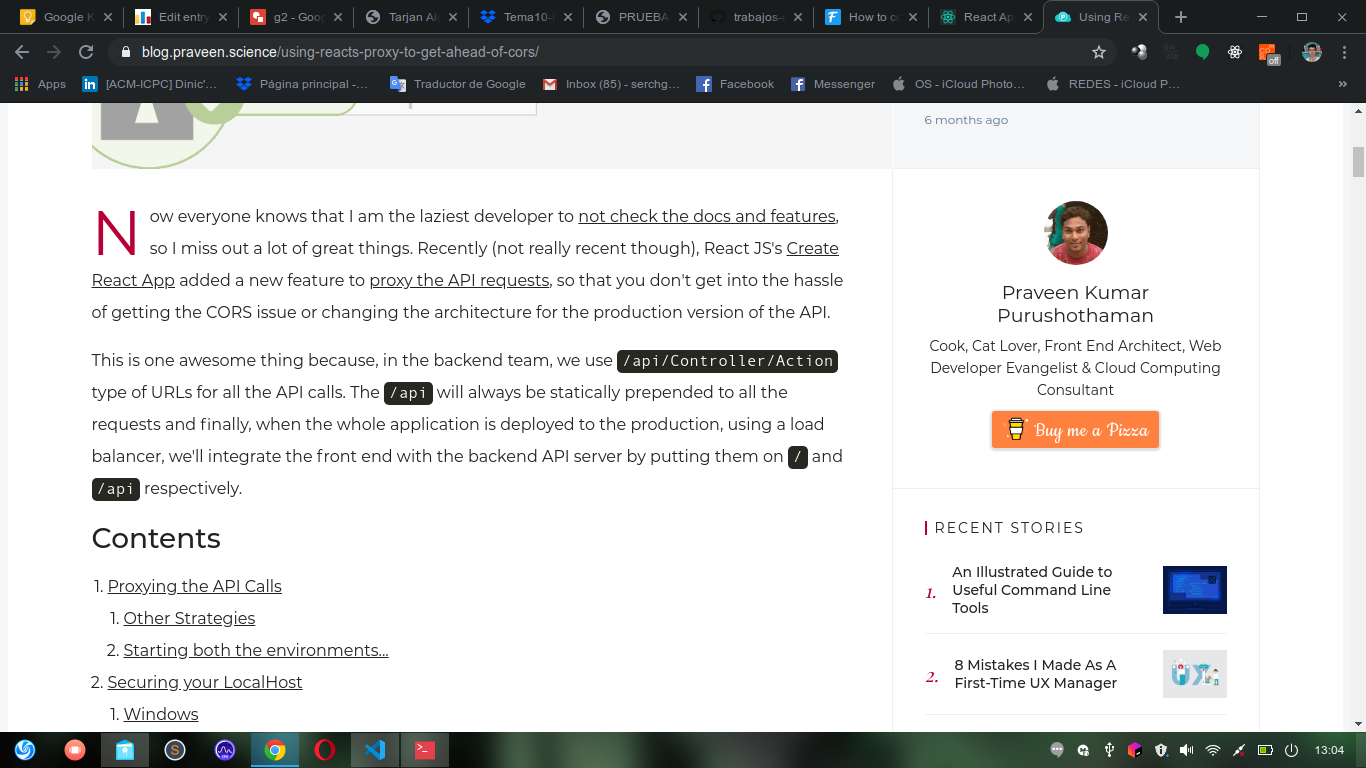 Google K
Edit entry
g2 - Goo
Tarjan Al
Tema10-
PRUEBA
trabajos-
How to co
React Ap
Using Re
blog.praveen.science/using-reacts-proxy-to-get-ahead-of-cors/
off
Apps
[ACM-ICPC] Dinic'...
Página principal -...
Traductor de Google
Inbox (85) - serchg...
Facebook
Messenger
OS - iCloud Photo...
REDES - iCloud P...
»
6 months ago
Now everyone knows that I am the laziest developer to not check the docs and features,
so I miss out a lot of great things. Recently (not really recent though), React JS's Create
React App added a new feature to proxy the API requests, so that you don't get into the hassle
of getting the CORS issue or changing the architecture for the production version of the API.
This is one awesome thing because, in the backend team, we use /api/Controller/Action
type of URLs for all the API calls. The /api will always be statically prepended to all the
requests and finally, when the whole application is deployed to the production, using a load
balancer, we'll integrate the front end with the backend API server by putting them on / and
/api respectively.
Contents
1. Proxying the API Calls
1. Other Strategies
2. Starting both the environments...
2. Securing your LocalHost
1. Windows
Praveen Kumar
Purushothaman
Cook, Cat Lover, Front End Architect, Web
Developer Evangelist & Cloud Computing
Consultant
Buy me a Pizza
RECENT STORIES
1.
An Illustrated Guide to
Useful Command Line
Tools
2.
8 Mistakes I Made As A
First-Time UX Manager
13:04